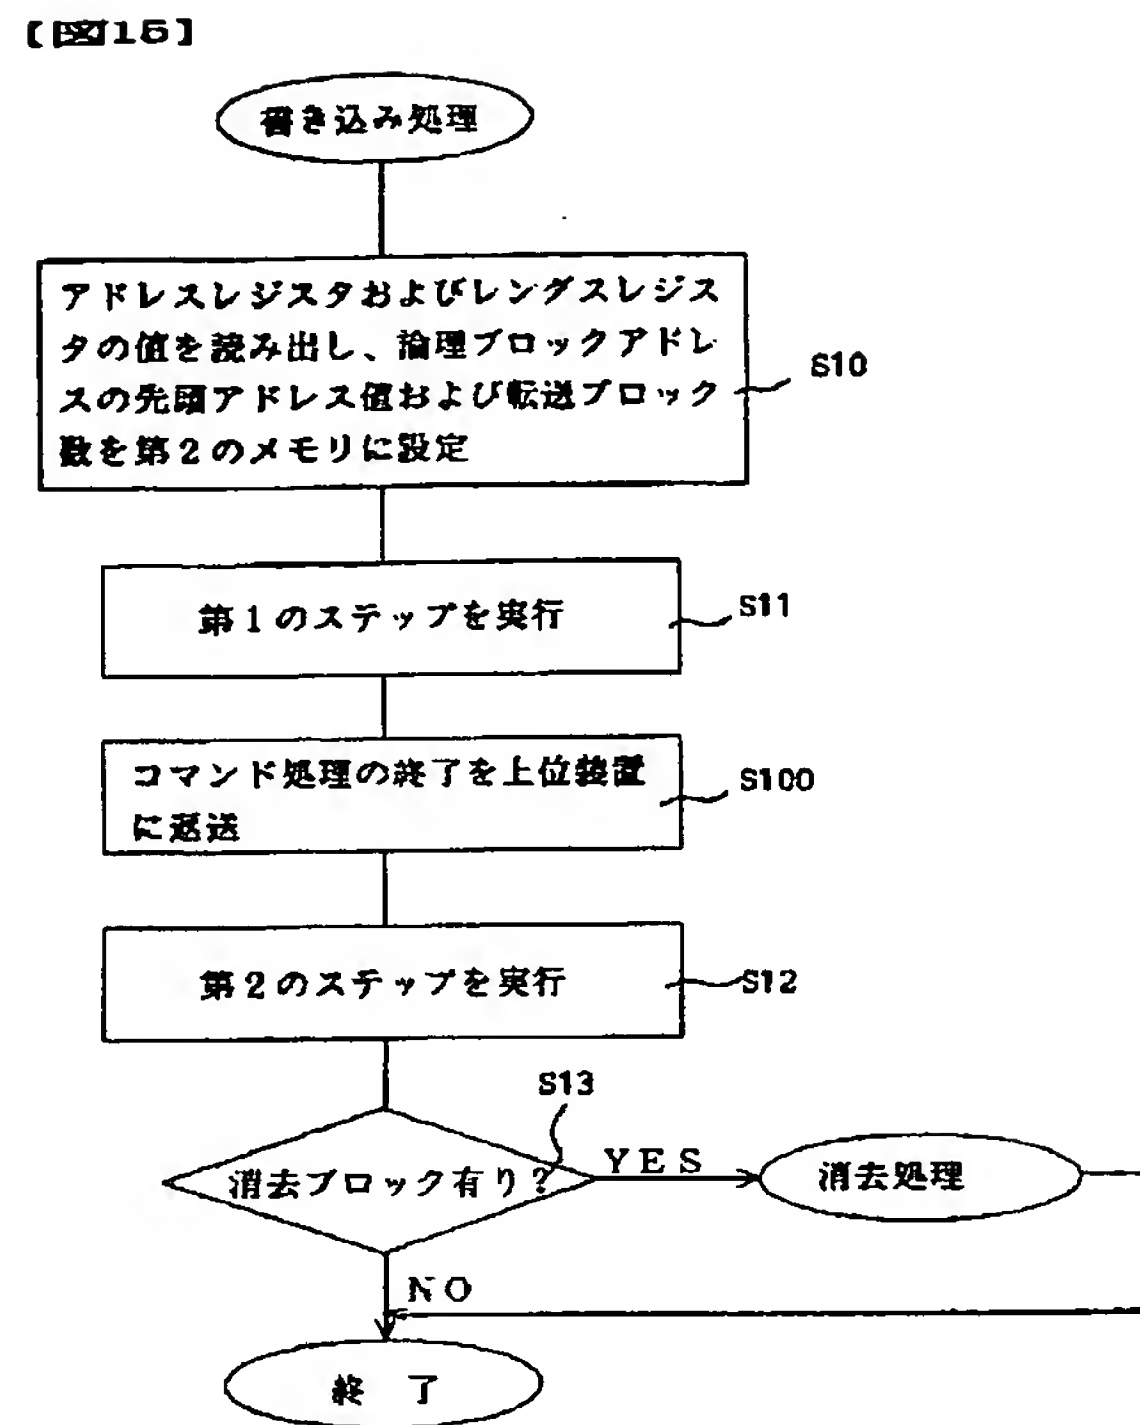 【図15】
書き込み処理
アドレスレジスタおよびレングスレジス
タの値を読み出し、論理ブロックアドレ
スの先頭アドレス値および転送ブロック
数を第2のメモリに設定
S10
第1のステップを実行
S11
コマンド処理の終了を上位装置
に返送
S100
第2のステップを実行
S12
S13
消去ブロック有り?
YES
消去処理
NO
終 了